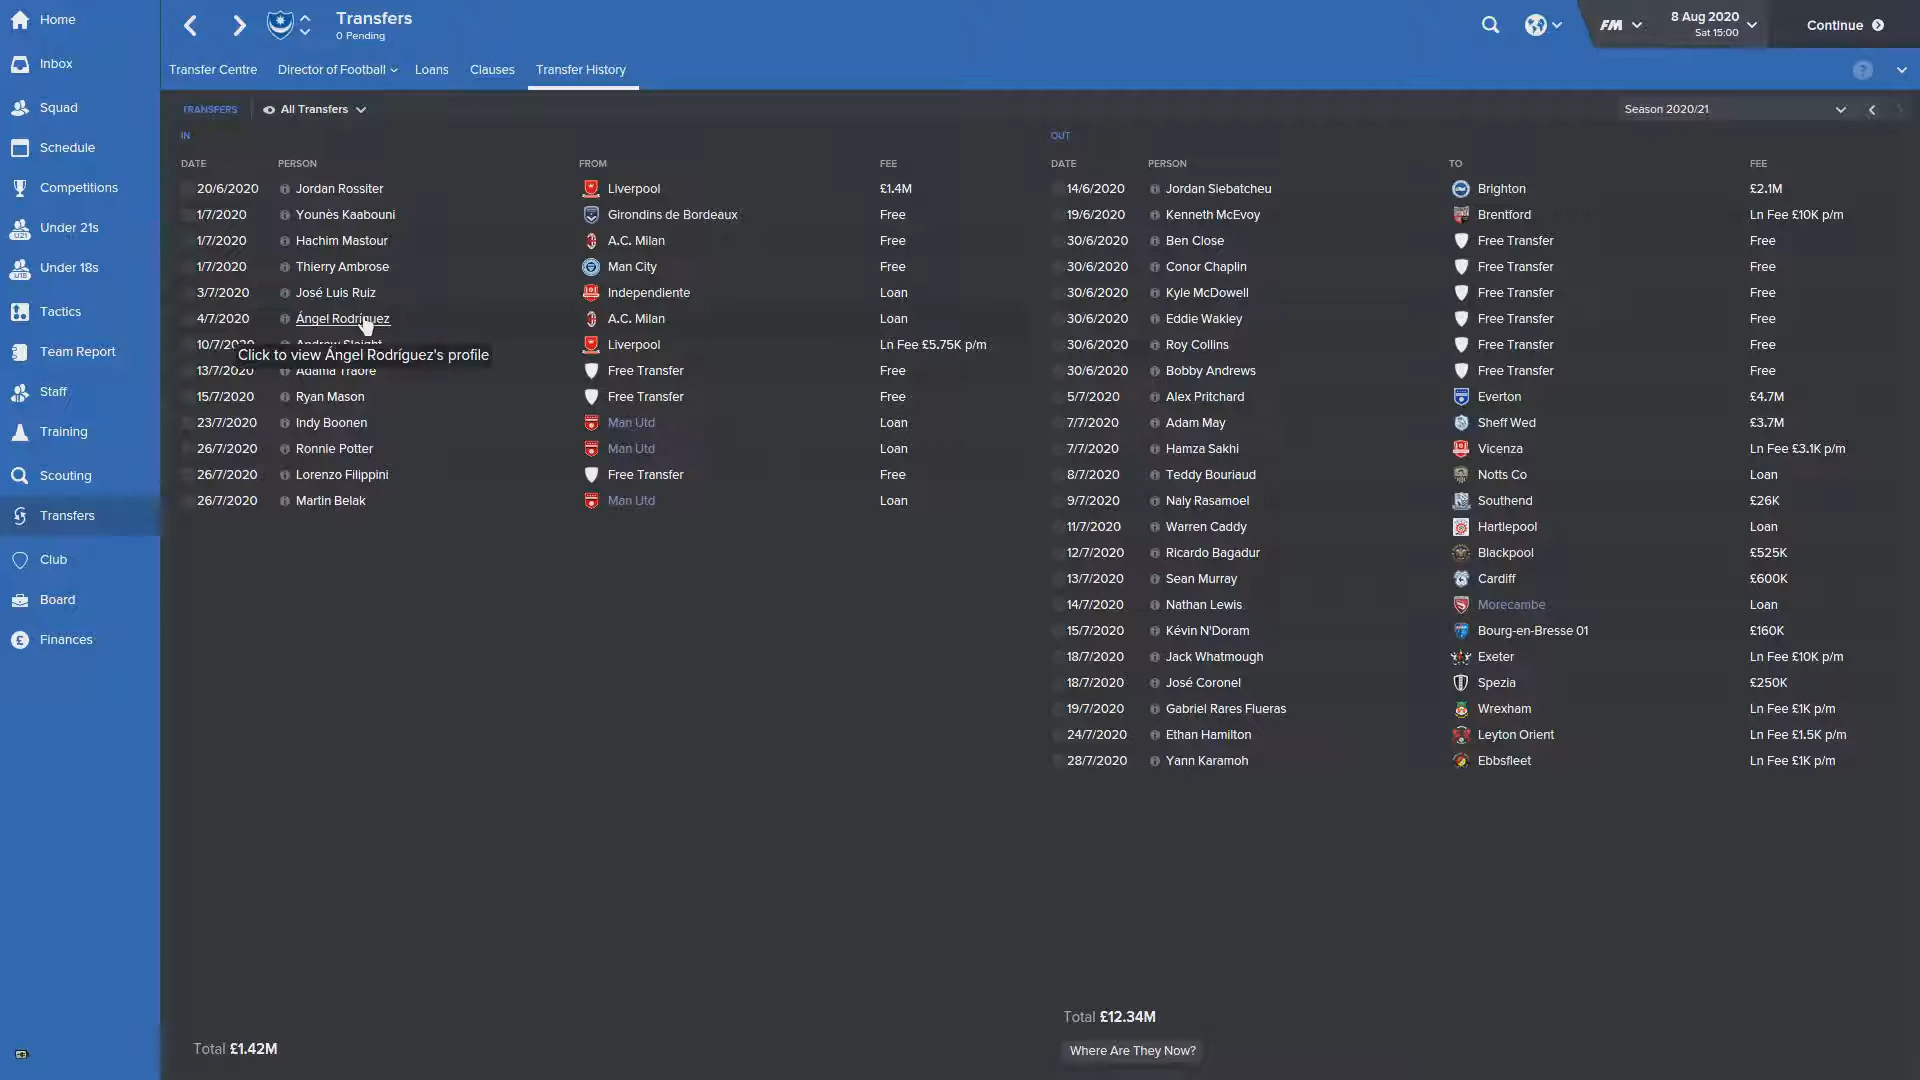 Home
Inbox
Squad
Schedule
Competitions
Under 21s
Under 18s
Tactics
Team Report
Staff
Training
Scouting
Transfers
Club
Board
Finances
Transfers
0 Pending
FM
8 Aug 2020
Sat 15:00
Continue
Transfer Centre Director of Football Loans Clauses Transfer History
TRANSFERS All Transfers Season 2020/21
IN
DATE PERSON FROM FEE
20/6/2020 Jordan Rossiter Liverpool £1.4M
1/7/2020 Younès Kaabouni Girondins de Bordeaux Free
1/7/2020 Hachim Mastour A.C. Milan Free
1/7/2020 Thierry Ambrose Man City Free
3/7/2020 José Luis Ruiz Independiente Loan
4/7/2020 Ángel Rodríguez A.C. Milan Loan
10/7/2020 Liverpool Ln Fee £5.75K p/m
Click to view Ángel Rodríguez's profile
13/7/2020 Adama Traoré Free Transfer Free
15/7/2020 Ryan Mason Free Transfer Free
23/7/2020 Indy Boonen Man Utd Loan
26/7/2020 Ronnie Potter Man Utd Loan
26/7/2020 Lorenzo Filippini Free Transfer Free
26/7/2020 Martin Belak Man Utd Loan
Total £1.42M
OUT
DATE PERSON TO FEE
14/6/2020 Jordan Siebatcheu Brighton £2.1M
19/6/2020 Kenneth McEvoy Brentford Ln Fee £10K p/m
30/6/2020 Ben Close Free Transfer Free
30/6/2020 Conor Chaplin Free Transfer Free
30/6/2020 Kyle McDowell Free Transfer Free
30/6/2020 Eddie Wakley Free Transfer Free
30/6/2020 Roy Collins Free Transfer Free
30/6/2020 Bobby Andrews Free Transfer Free
5/7/2020 Alex Pritchard Everton £4.7M
7/7/2020 Adam May Sheff Wed £3.7M
7/7/2020 Hamza Sakhi Vicenza Ln Fee £3.1K p/m
8/7/2020 Teddy Bouriaud Notts Co Loan
9/7/2020 Naly Rasamoel Southend £26K
11/7/2020 Warren Caddy Hartlepool Loan
12/7/2020 Ricardo Bagadur Blackpool £525K
13/7/2020 Sean Murray Cardiff £600K
14/7/2020 Nathan Lewis Morecambe Loan
15/7/2020 Kévin N'Doram Bourg-en-Bresse 01 £160K
18/7/2020 Jack Whatmough Exeter Ln Fee £10K p/m
18/7/2020 José Coronel Spezia £250K
19/7/2020 Gabriel Rares Flueras Wrexham Ln Fee £1K p/m
24/7/2020 Ethan Hamilton Leyton Orient Ln Fee £1.5K p/m
28/7/2020 Yann Karamoh Ebbsfleet Ln Fee £1K p/m
Total £12.34M
Where Are They Now?